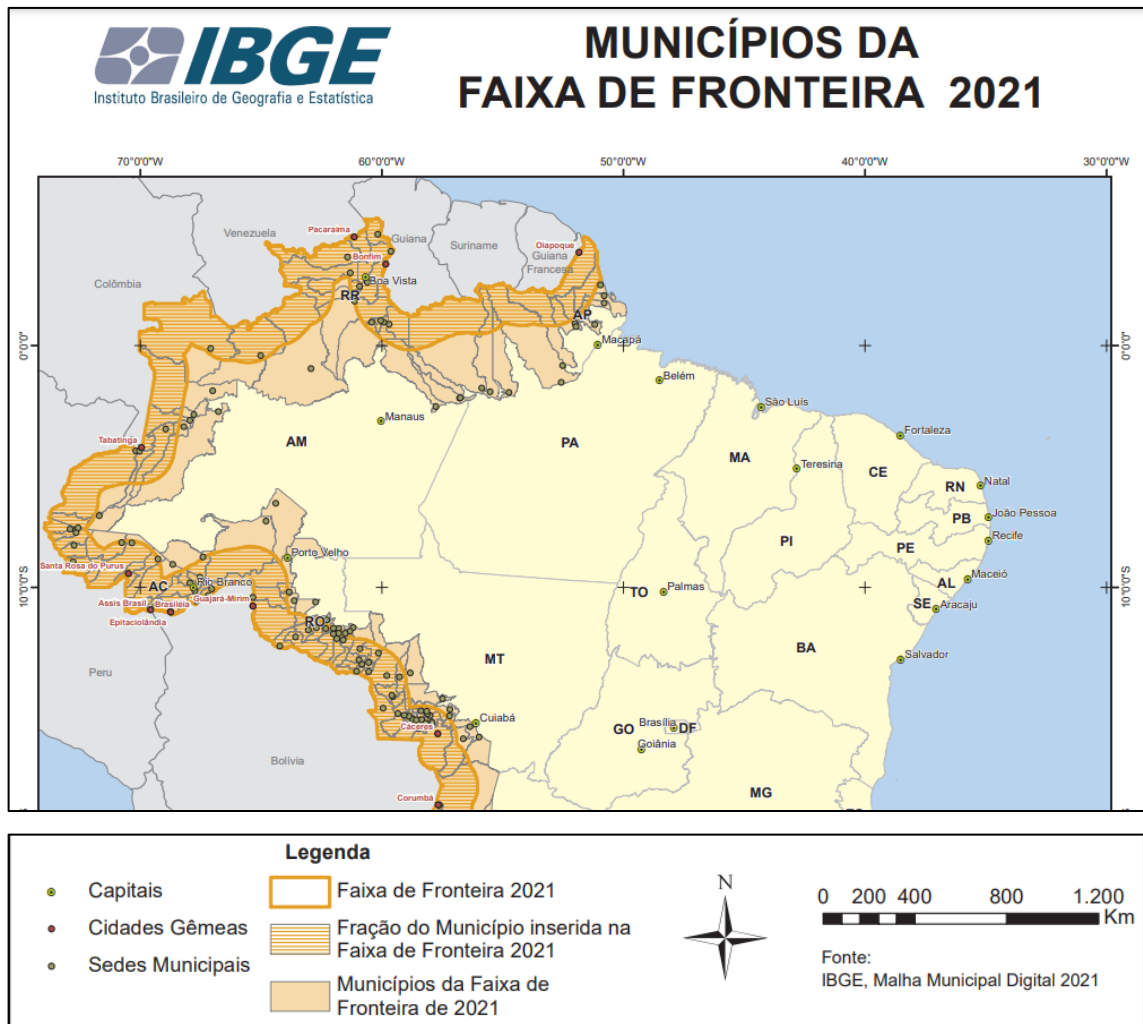 IBGE
Instituto Brasileiro de Geografia e Estatística
MUNICÍPIOS DA
FAIXA DE FRONTEIRA 2021
70°0'0"W
60°0'0"W
50°0'0"W
40°0'0"W
30°0'0"W
Venezuela
Pacaraima
Guiana
Suriname
Oiapoque
Guiana
Francesa
Bonfim
Colômbia
Boa Vista
RR
AP
0°0'0"
Macapá
0°0'0"
Belém
São Luís
Manaus
Fortaleza
Tabatinga
AM
PA
MA
Teresina
CE
Natal
RN
João Pessoa
PB
Recife
PI
PE
Porto Velho
Santa Rosa do Purus
Maceió
10°0'0"S
AC
Rio Branco
Palmas
AL
10°0'0"S
TO
SE
Aracaju
Assis Brasil
Brasiléia
Guajará-Mirim
Epitaciolândia
RO
BA
MT
Salvador
Peru
Cuiabá
Cáceres
Brasília
GO
DF
Goiânia
Bolívia
MG
Corumbá
Legenda
Capitais
Cidades Gêmeas
Sedes Municipais
Faixa de Fronteira 2021
Fração do Município inserida na
Faixa de Fronteira 2021
Municípios da Faixa de
Fronteira de 2021
N
0 200 400 800 1.200
Km
Fonte:
IBGE, Malha Municipal Digital 2021